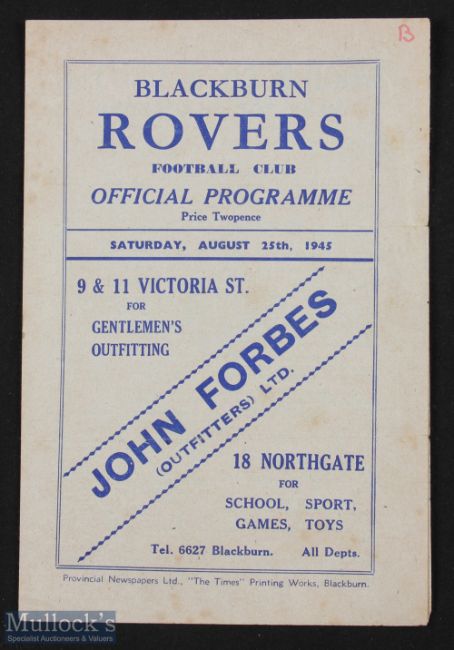 B
BLACKBURN
ROVERS
FOOTBALL CLUB
OFFICIAL PROGRAMME
Price Twopence
SATURDAY, AUGUST 25th, 1945
9 & 11 VICTORIA ST.
FOR
GENTLEMEN'S
OUTFITTING
JOHN FORBES
(OUTFITTERS) LTD.
18 NORTHGATE
FOR
SCHOOL, SPORT,
GAMES, TOYS
Tel. 6627 Blackburn. All Depts.
Provincial Newspapers Ltd., "The Times" Printing Works, Blackburn.
Mullock's
Specialist Auctioneers & Valuers